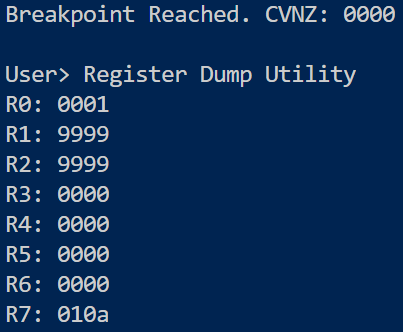 Breakpoint Reached. CVNZ: 0000
User> Register Dump Utility
R0: 0001
R1: 9999
R2: 9999
R3: 0000
R4: 0000
R5: 0000
R6: 0000
R7: 010a